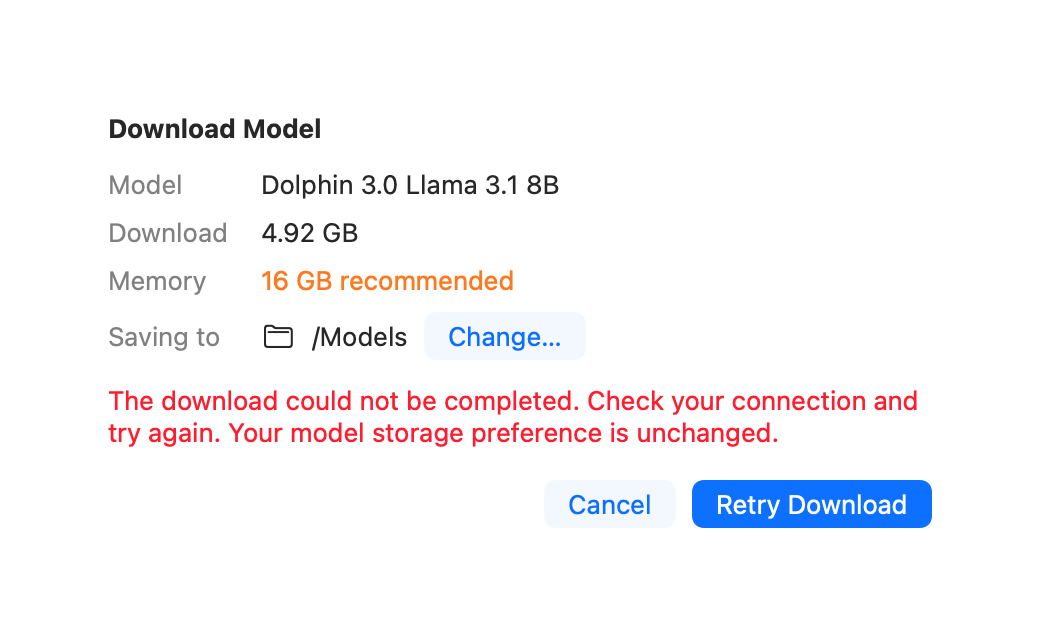 Download Model
Model Dolphin 3.0 Llama 3.1 8B
Download 4.92 GB
Memory 16 GB recommended
Saving to /Models Change...
The download could not be completed. Check your connection and
try again. Your model storage preference is unchanged.
Cancel Retry Download